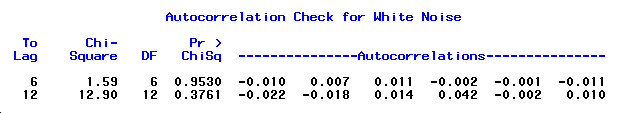 Autocorrelation Check for White Noise
To Chi- Pr >
Lag Square DF ChiSq ---------------Autocorrelations---------------
6 1.59 6 0.9530 -0.010 0.007 0.011 -0.002 -0.001 -0.011
12 12.90 12 0.3761 -0.022 -0.018 0.014 0.042 -0.002 0.010